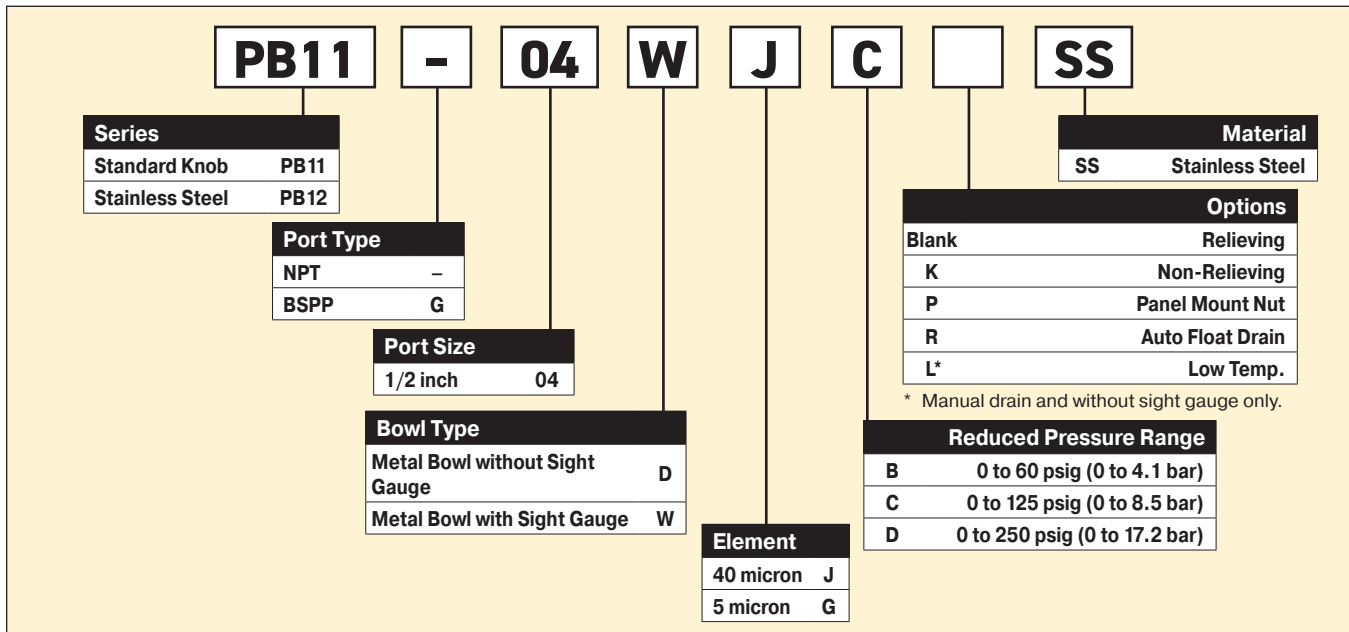 PB11 - 04 W J C SS
Series
Standard Knob PB11
Stainless Steel PB12
Port Type
NPT –
BSPP G
Port Size
1/2 inch 04
Bowl Type
Metal Bowl without Sight
Gauge D
Metal Bowl with Sight Gauge W
Element
40 micron J
5 micron G
Material
SS Stainless Steel
Options
Blank Relieving
K Non-Relieving
P Panel Mount Nut
R Auto Float Drain
L* Low Temp.
* Manual drain and without sight gauge only.
Reduced Pressure Range
B 0 to 60 psig (0 to 4.1 bar)
C 0 to 125 psig (0 to 8.5 bar)
D 0 to 250 psig (0 to 17.2 bar)